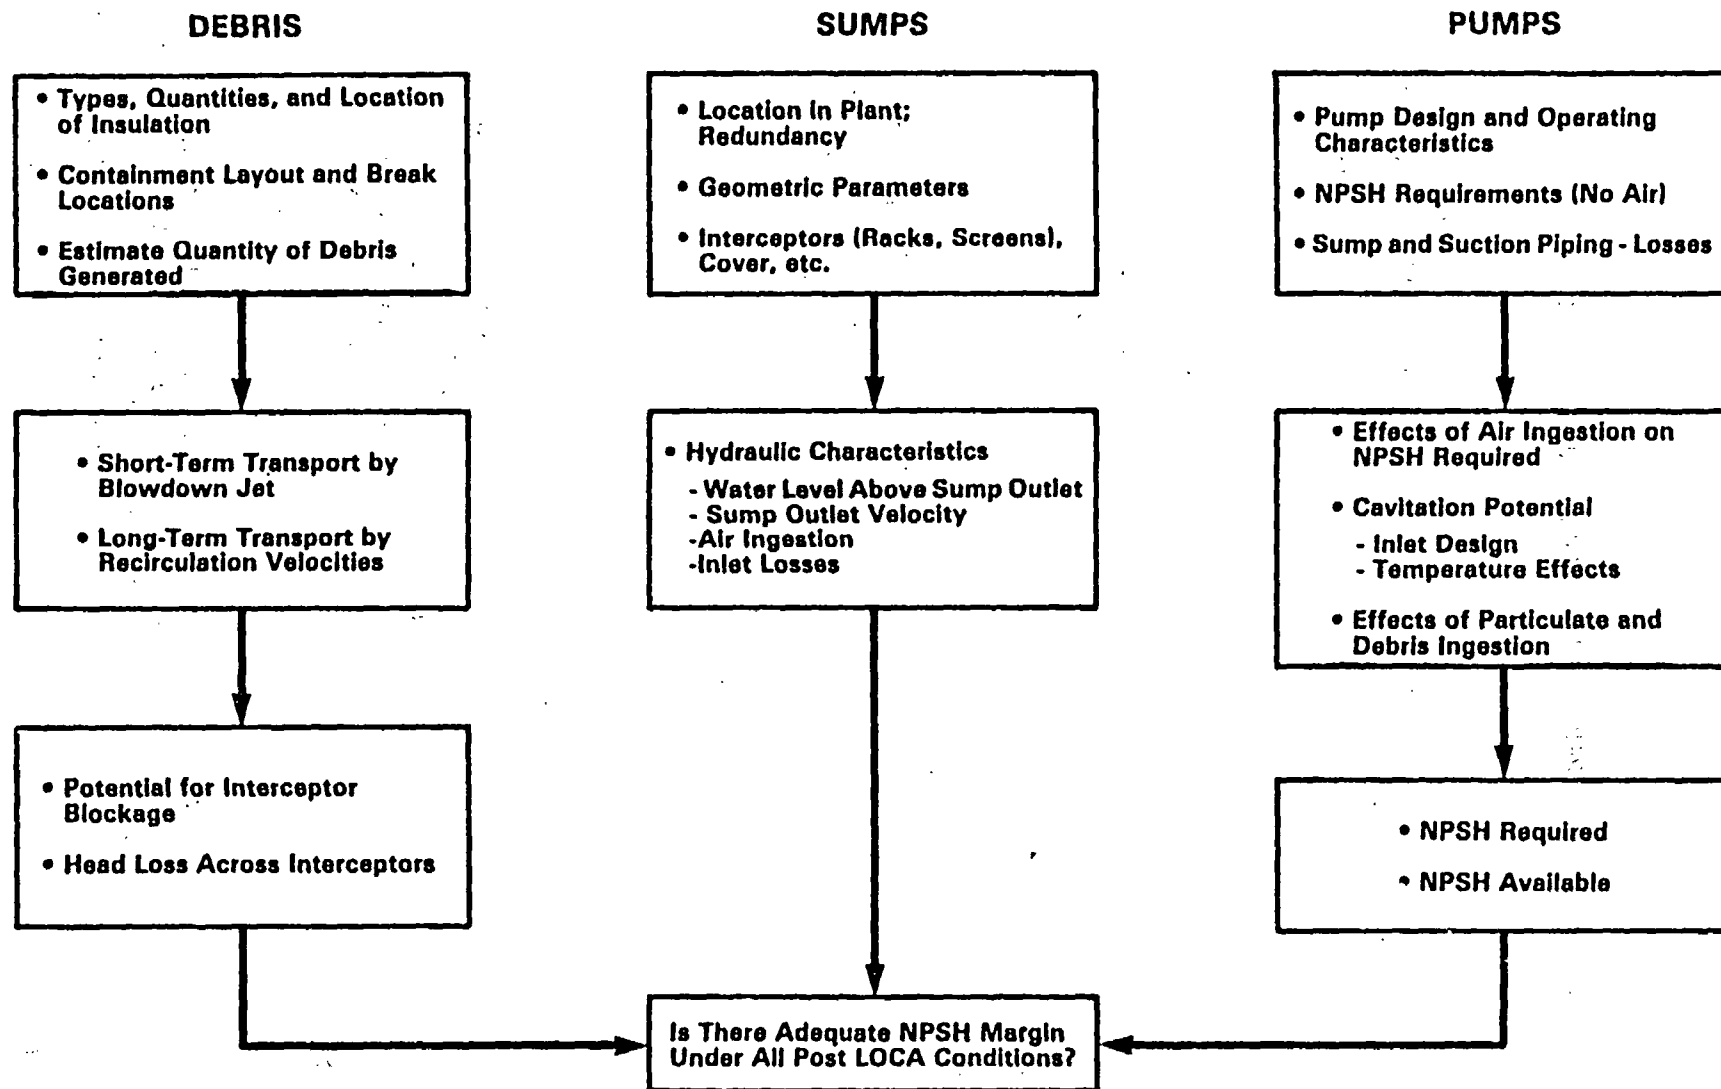 DEBRIS
• Types, Quantities, and Location
of Insulation
• Containment Layout and Break
Locations
• Estimate Quantity of Debris
Generated
• Short-Term Transport by
Blowdown Jet
• Long-Term Transport by
Recirculation Velocities
• Potential for Interceptor
Blockage
• Head Loss Across Interceptors
SUMPS
• Location in Plant;
Redundancy
• Geometric Parameters
• Interceptors (Racks, Screens),
Cover, etc.
• Hydraulic Characteristics
- Water Level Above Sump Outlet
- Sump Outlet Velocity
-Air Ingestion
-Inlet Losses
PUMPS
• Pump Design and Operating
Characteristics
• NPSH Requirements (No Air)
• Sump and Suction Piping - Losses
• Effects of Air Ingestion on
NPSH Required
• Cavitation Potential
- Inlet Design
- Temperature Effects
• Effects of Particulate and
Debris Ingestion
• NPSH Required
• NPSH Available
Is There Adequate NPSH Margin
Under All Post LOCA Conditions?